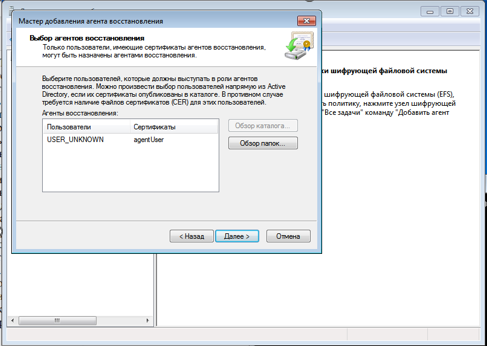 Мастер добавления агента восстановления
Выбор агентов восстановления
Только пользователи, имеющие сертификаты агентов восстановления,
могут быть назначены агентами восстановления.
Выберите пользователей, которые должны выступать в роли агентов
восстановления. Можно произвести выбор пользователей напрямую из Active
Directory, если их сертификаты опубликованы в каталоге. В противном случае
требуется наличие файлов сертификатов (CER) для этих пользователей.
Агенты восстановления:
Пользователи Сертификаты
USER_UNKNOWN agentUser
Обзор каталога...
Обзор папок...
< Назад Далее > Отмена
ки шифрующей файловой системы
шифрующей файловой системы (EFS),
ь политику, нажмите узел шифрующей
"Все задачи" команду "Добавить агент